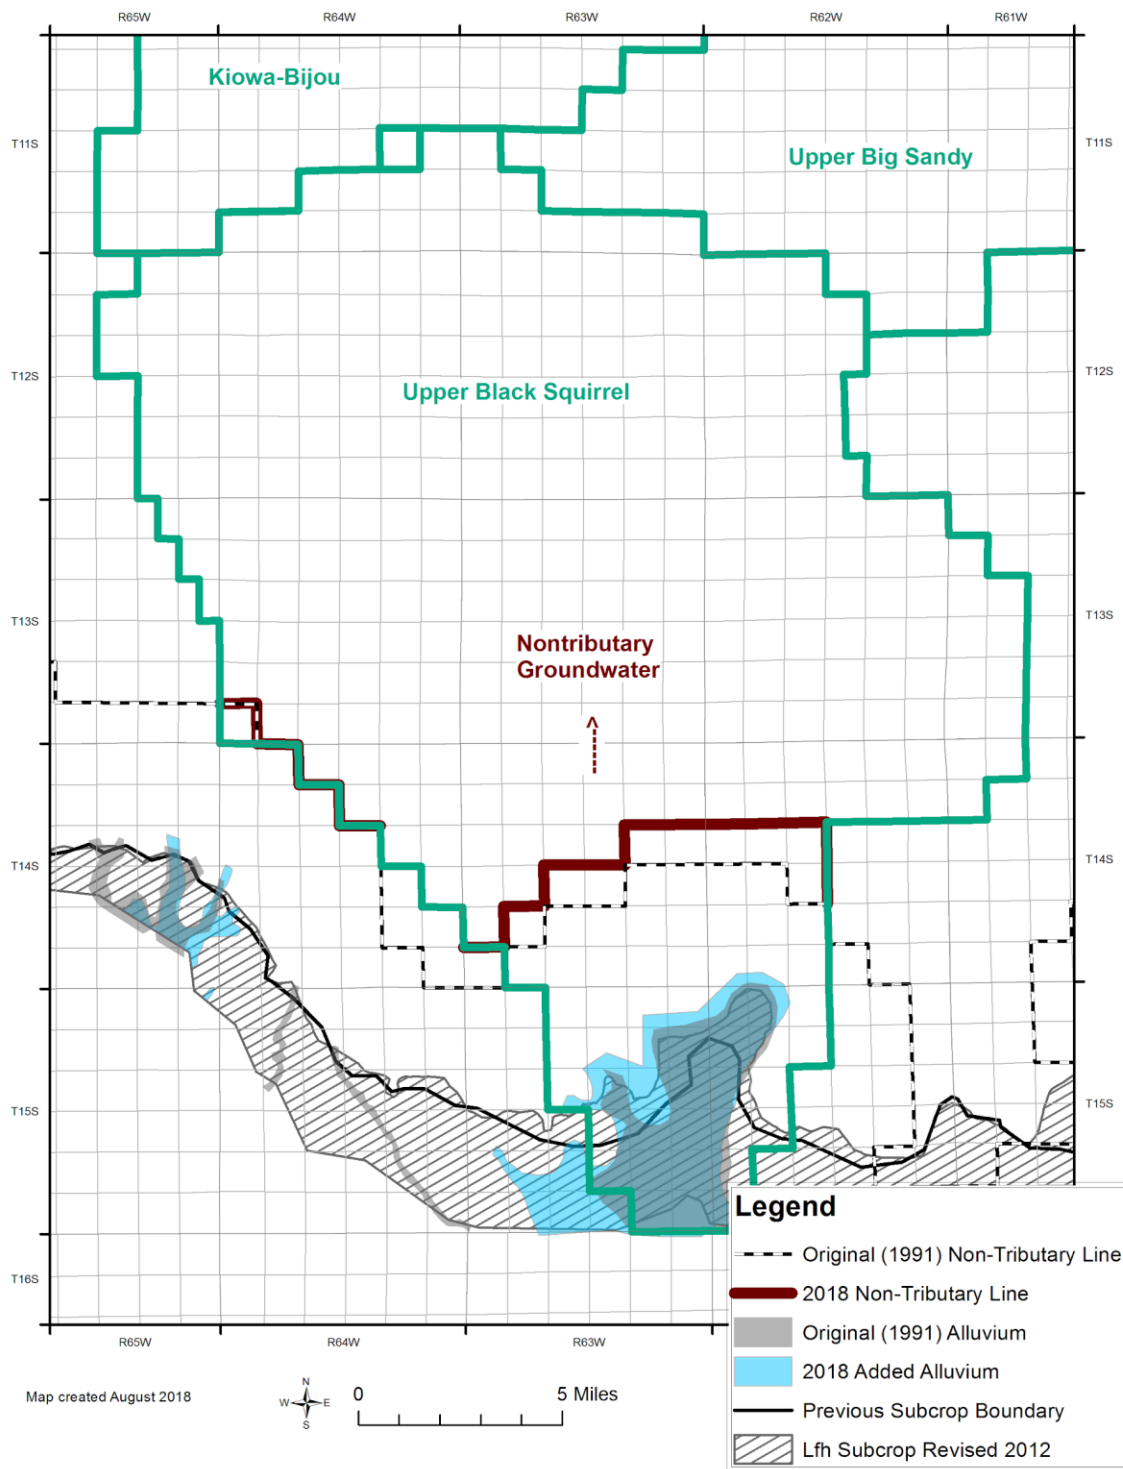 R65W R64W R63W R62W R61W
Kiowa-Bijou
T11S T11S
Upper Big Sandy
T12S T12S
Upper Black Squirrel
T13S T13S
Nontributary
Groundwater
T14S T14S
T15S T15S
Legend
Original (1991) Non-Tributary Line
2018 Non-Tributary Line
Original (1991) Alluvium
2018 Added Alluvium
Previous Subcrop Boundary
Lfh Subcrop Revised 2012
T16S
R65W R64W R63W
Map created August 2018
N
W E
S
0 5 Miles